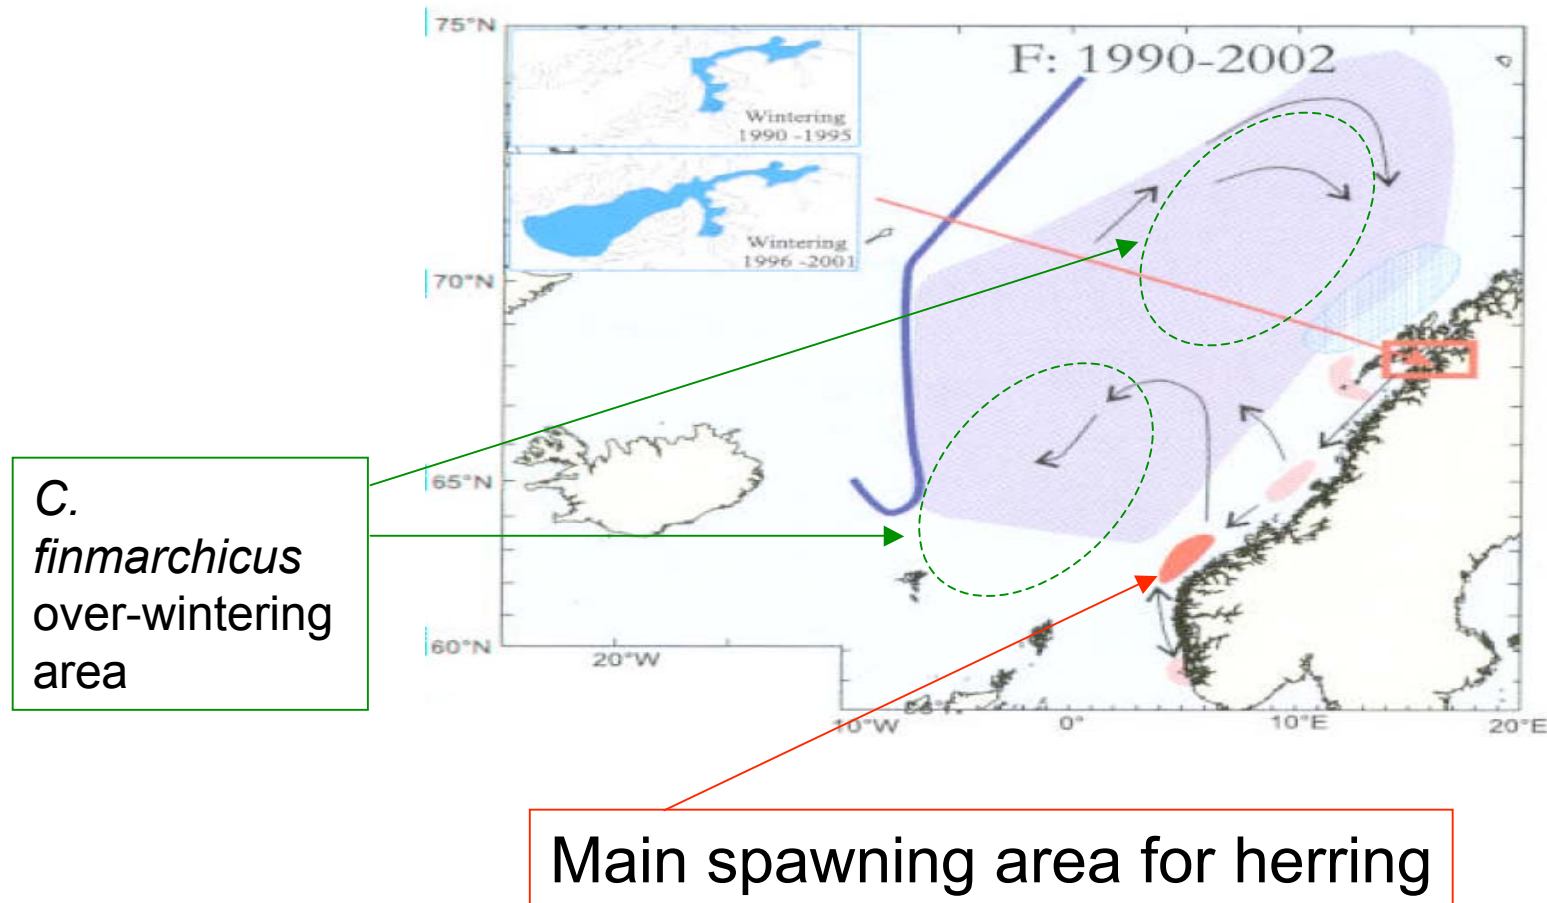 75°N
F: 1990-2002
Wintering
1990 -1995
Wintering
1996 -2001
70°N
65°N
60°N
20°W
10°W
0°
10°E
20°E
C.
finmarchicus
over-wintering
area
Main spawning area for herring